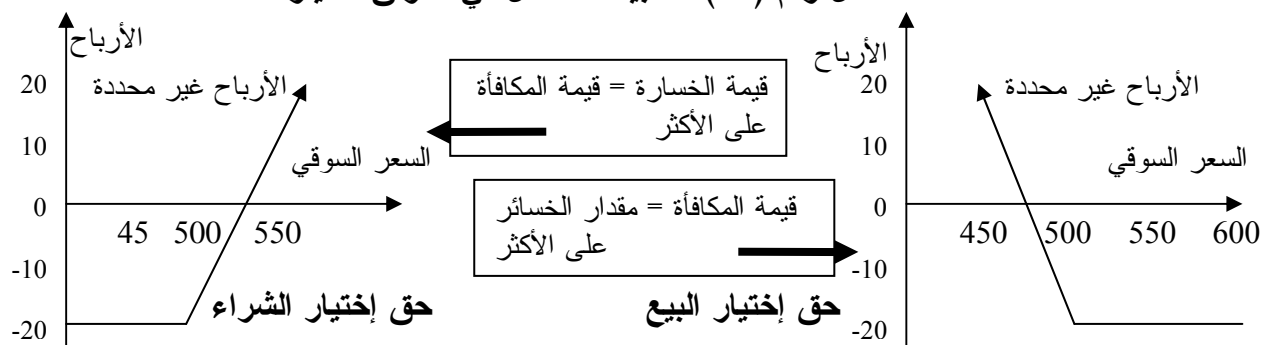 الأرباح
20
10
0
-10
-20
الأرباح غير محددة
السعر السوقي
45 500 550
حق إختيار الشراء
قيمة الخسارة = قيمة المكافأة
على الأكثر
قيمة المكافأة = مقدار الخسائر
على الأكثر
الأرباح
20
10
0
-10
-20
الأرباح غير محددة
السعر السوقي
450 500 550 600
حق إختيار البيع